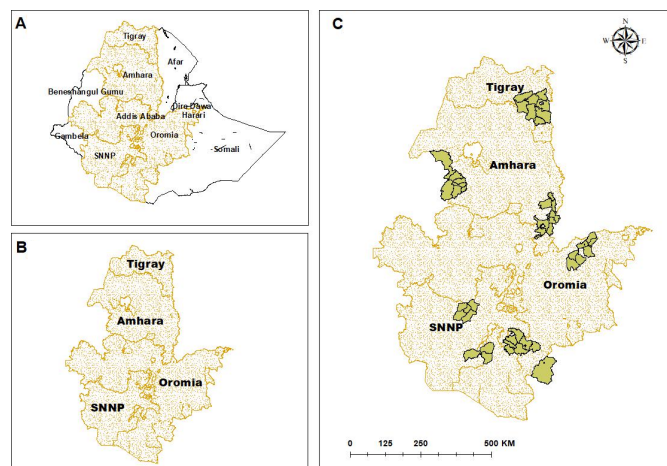 A
Tigray
Afar
Amhara
Beneshangul Gumu
Dire Dawa
Addis Ababa
Harari
Gambela
Oromia
Somali
SNNP
B
Tigray
Amhara
Oromia
SNNP
C
N
W E
S
Tigray
Amhara
Oromia
SNNP
0 125 250 500 KM